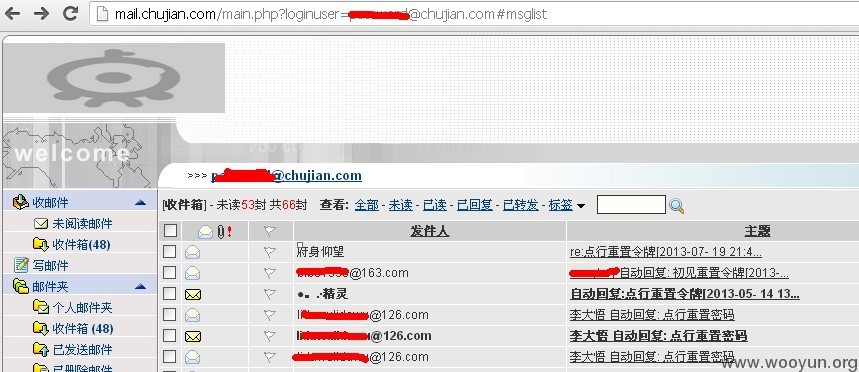 mail.chujian.com/main.php?loginuser=@chujian.com#msglist
welcome
>>> @chujian.com
收邮件
[收件箱] - 未读53封 共66封 查看: 全部 - 未读 - 已读 - 已回复 - 已转发 - 标签
未阅读邮件
收件箱(48)
发件人 主题
写邮件
府身仰望 re:点行重置令牌[2013-07- 19 21:4...
邮件夹
@163.com 自动回复: 初见重置令牌[2013-...
个人邮件夹
精灵 自动回复:点行重置令牌[2013-05- 14 13...
收件箱 (48)
@126.com 李大悟 自动回复: 点行重置密码
已发送邮件
@126.com 李大悟 自动回复: 点行重置密码
已删除邮件
@126.com 李大悟 自动回复: 点行重置密码
www.wooyun.org